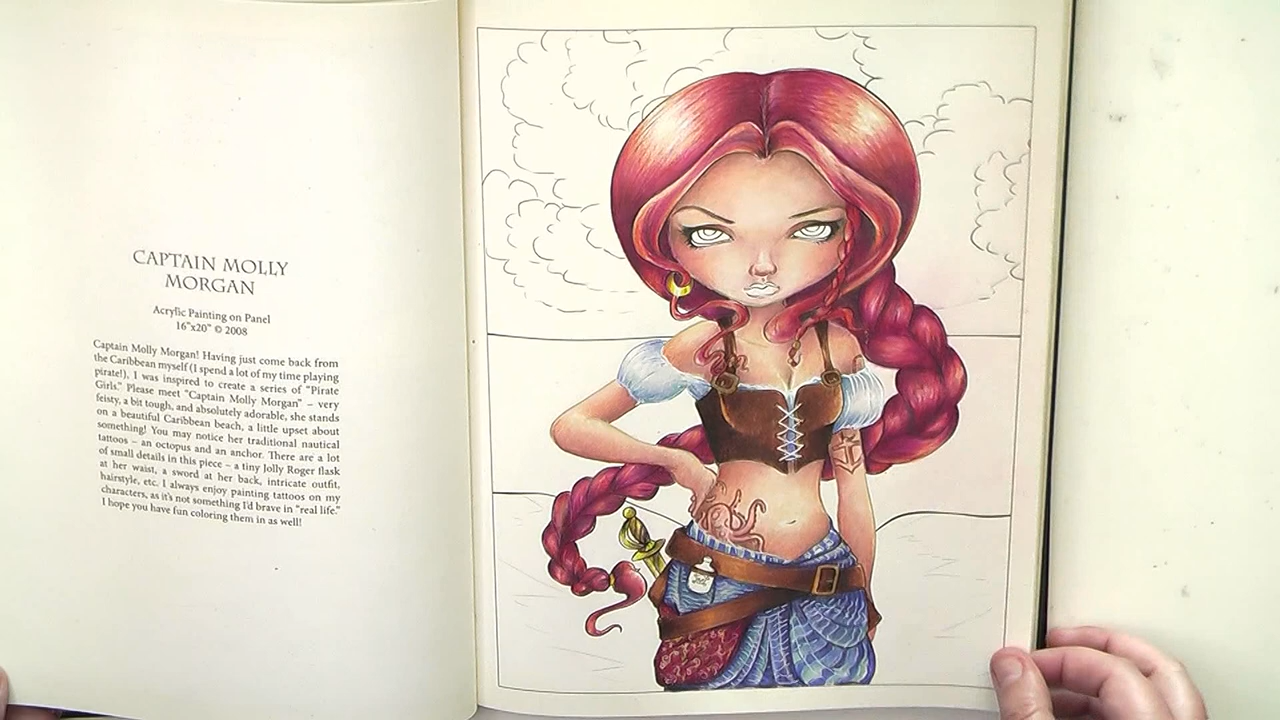 CAPTAIN MOLLY
MORGAN
Acrylic Painting on Panel
16"x20" © 2008
Captain Molly Morgan! Having just come back from
the Caribbean myself (I spend a lot of my time playing
pirate!), I was inspired to create a series of "Pirate
Girls." Please meet "Captain Molly Morgan" – very
feisty, a bit tough, and absolutely adorable, she stands
on a beautiful Caribbean beach, a little upset about
something! You may notice her traditional nautical
tattoos – an octopus and an anchor. There are a lot
of small details in this piece – a tiny Jolly Roger flask
at her waist, a sword at her back, intricate outfit,
hairstyle, etc. I always enjoy painting tattoos on my
characters, as it's not something I'd brave in "real life."
I hope you have fun coloring them in as well!